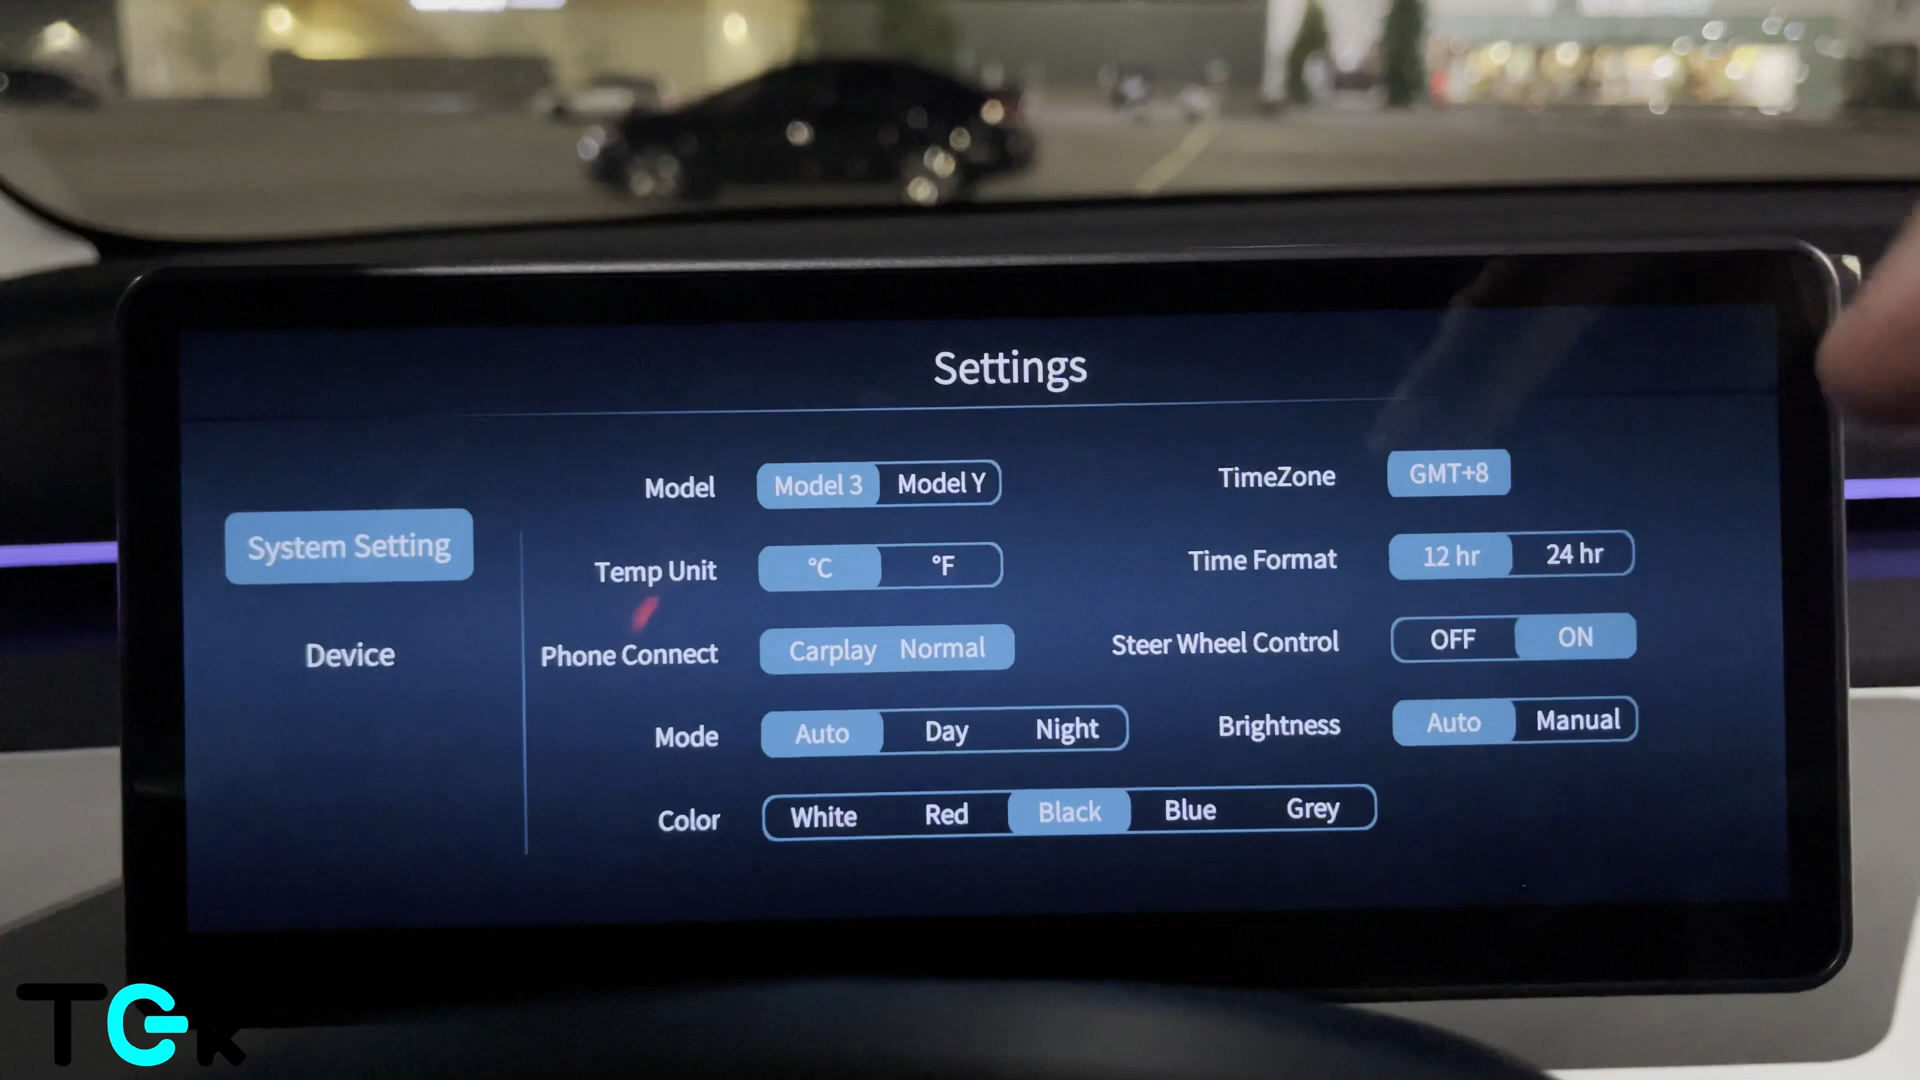 Settings
System Setting
Device
Model Model 3 Model Y
Temp Unit °C °F
Phone Connect Carplay Normal
Mode Auto Day Night
Color White Red Black Blue Grey
TimeZone GMT+8
Time Format 12 hr 24 hr
Steer Wheel Control OFF ON
Brightness Auto Manual
TGk